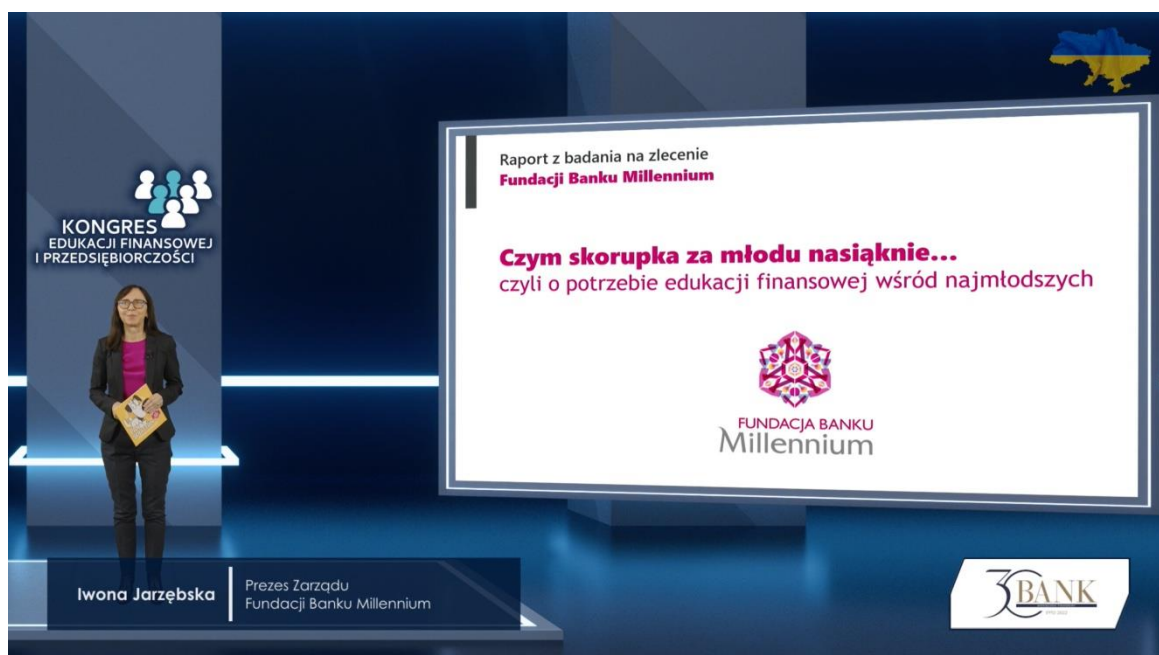 KONGRES
EDUKACJI FINANSOWEJ
I PRZEDSIĘBIORCZOŚCI
Raport z badania na zlecenie
Fundacji Banku Millennium
Czym skorupka za młodu nasiąknie...
czyli o potrzebie edukacji finansowej wśród najmłodszych
FUNDACJA BANKU
Millennium
Iwona Jarzębska
Prezes Zarządu
Fundacji Banku Millennium
30
BANK